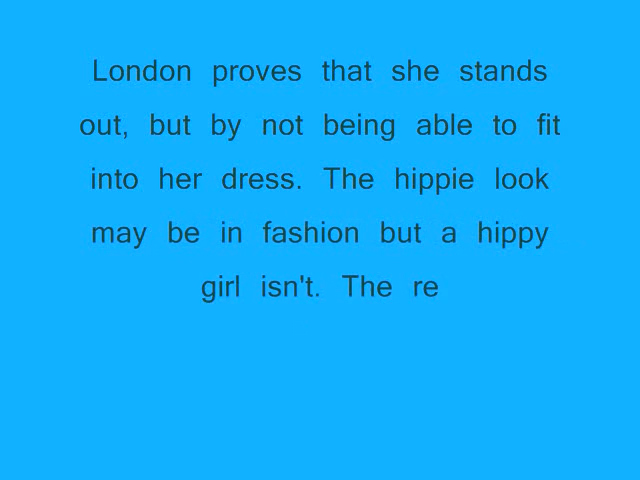 London proves that she stands
out, but by not being able to fit
into her dress. The hippie look
may be in fashion but a hippy
girl isn't. The re